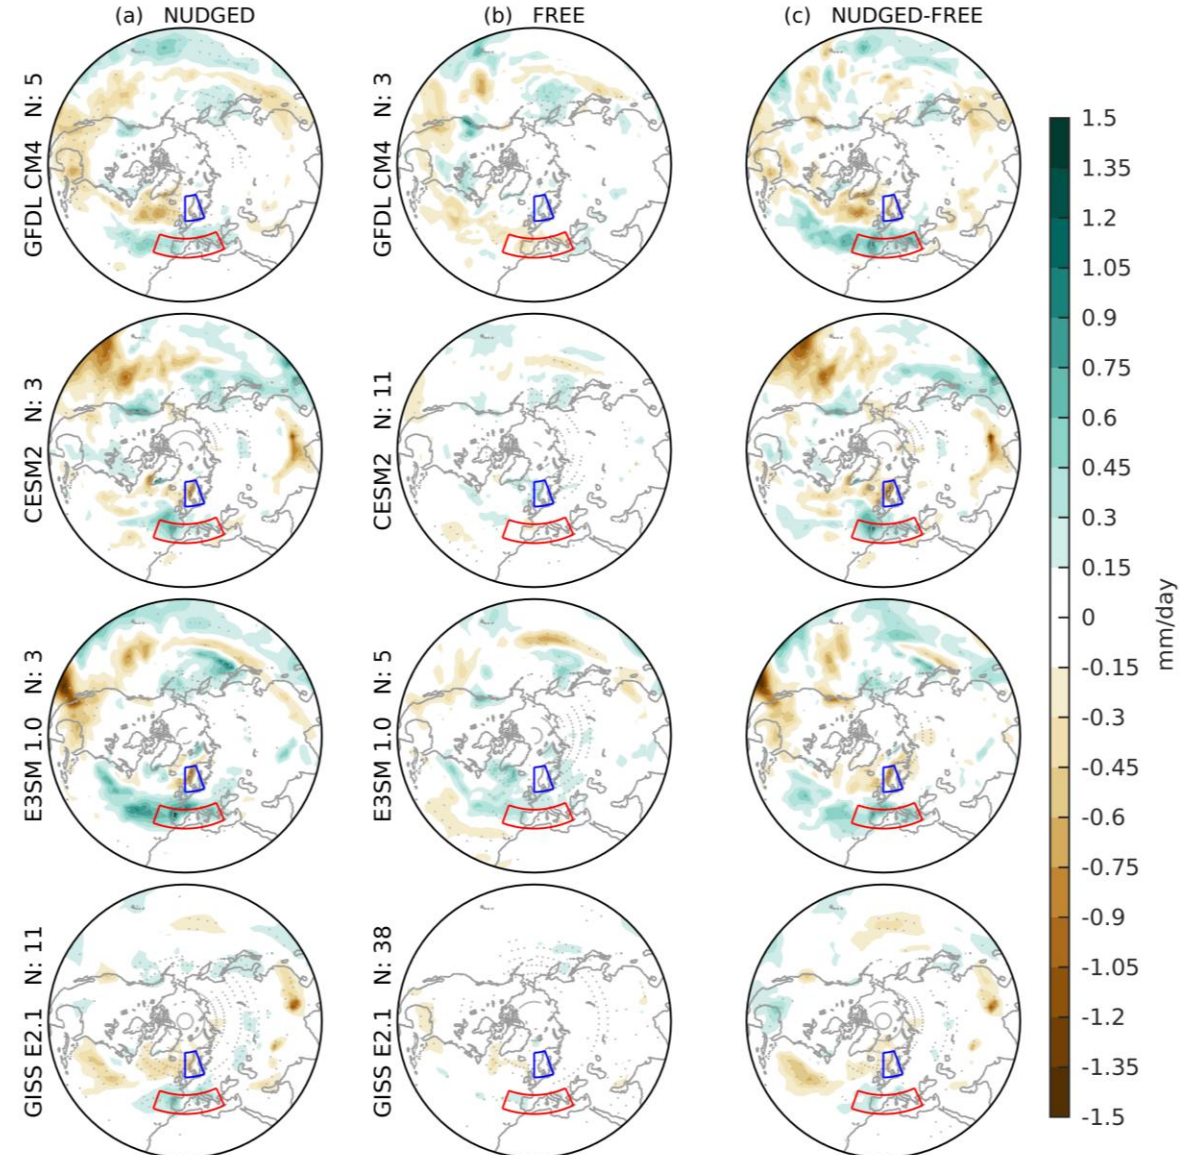 (a) NUDGED
(b) FREE
(c) NUDGED-FREE
GFDL CM4 N: 5
GFDL CM4 N: 3
CESM2 N: 3
CESM2 N: 11
E3SM 1.0 N: 3
E3SM 1.0 N: 5
GISS E2.1 N: 11
GISS E2.1 N: 38
1.5
1.35
1.2
1.05
0.9
0.75
0.6
0.45
0.3
0.15
0
-0.15
-0.3
-0.45
-0.6
-0.75
-0.9
-1.05
-1.2
-1.35
-1.5
mm/day